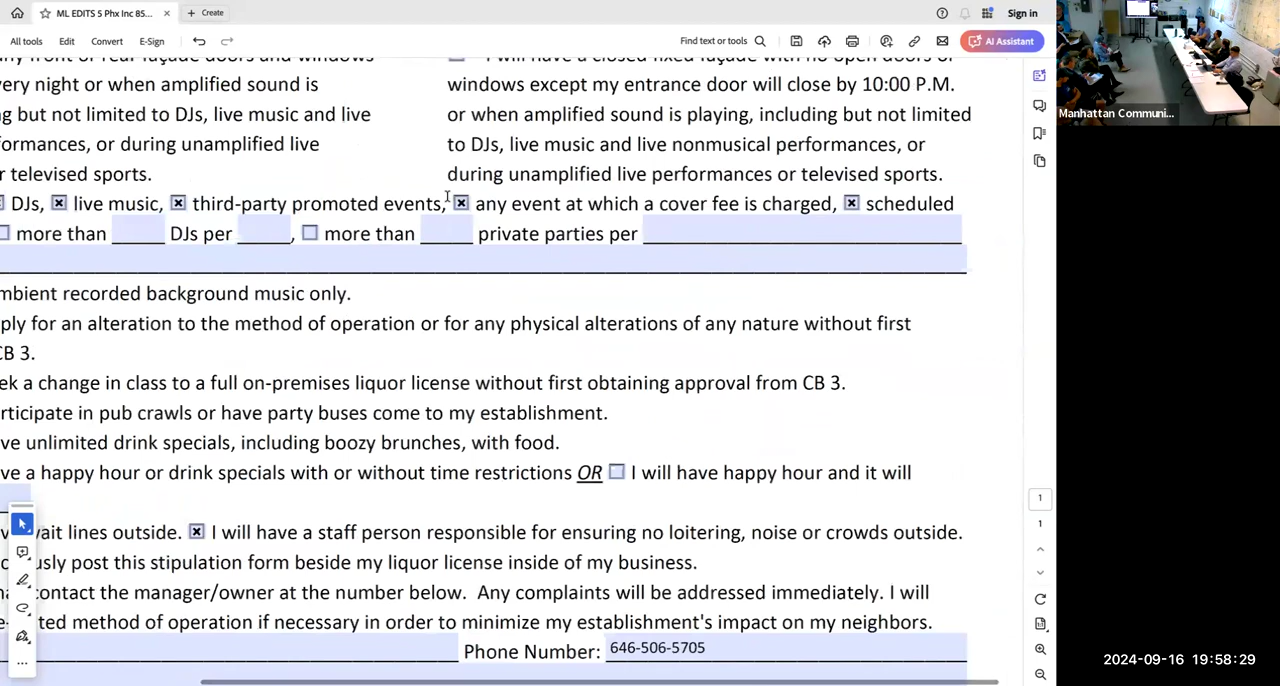 ML EDITS 5 Phx Inc 85...
Create
Sign in
All tools Edit Convert E-Sign
Find text or tools
AI Assistant
windows except my entrance door will close by 10:00 P.M.
very night or when amplified sound is
or when amplified sound is playing, including but not limited
g but not limited to DJs, live music and live
to DJs, live music and live nonmusical performances, or
formances, or during unamplified live
during unamplified live performances or televised sports.
r televised sports.
DJs, live music, third-party promoted events, any event at which a cover fee is charged, scheduled
more than ______ DJs per ______, more than ______ private parties per
mbient recorded background music only.
ply for an alteration to the method of operation or for any physical alterations of any nature without first
CB 3.
ek a change in class to a full on-premises liquor license without first obtaining approval from CB 3.
rticipate in pub crawls or have party buses come to my establishment.
ve unlimited drink specials, including boozy brunches, with food.
ve a happy hour or drink specials with or without time restrictions OR I will have happy hour and it will
wait lines outside. I will have a staff person responsible for ensuring no loitering, noise or crowds outside.
usly post this stipulation form beside my liquor license inside of my business.
contact the manager/owner at the number below. Any complaints will be addressed immediately. I will
ted method of operation if necessary in order to minimize my establishment's impact on my neighbors.
Phone Number: 646-506-5705
1
1
Manhattan Communi...
2024-09-16 19:58:29